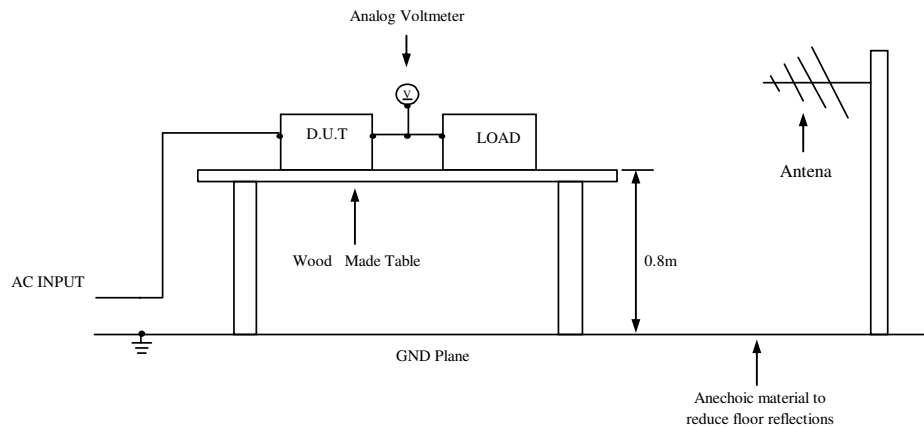 Analog Voltmeter
V
D.U.T
LOAD
Antena
Wood Made Table
0.8m
AC INPUT
GND Plane
Anechoic material to
reduce floor reflections